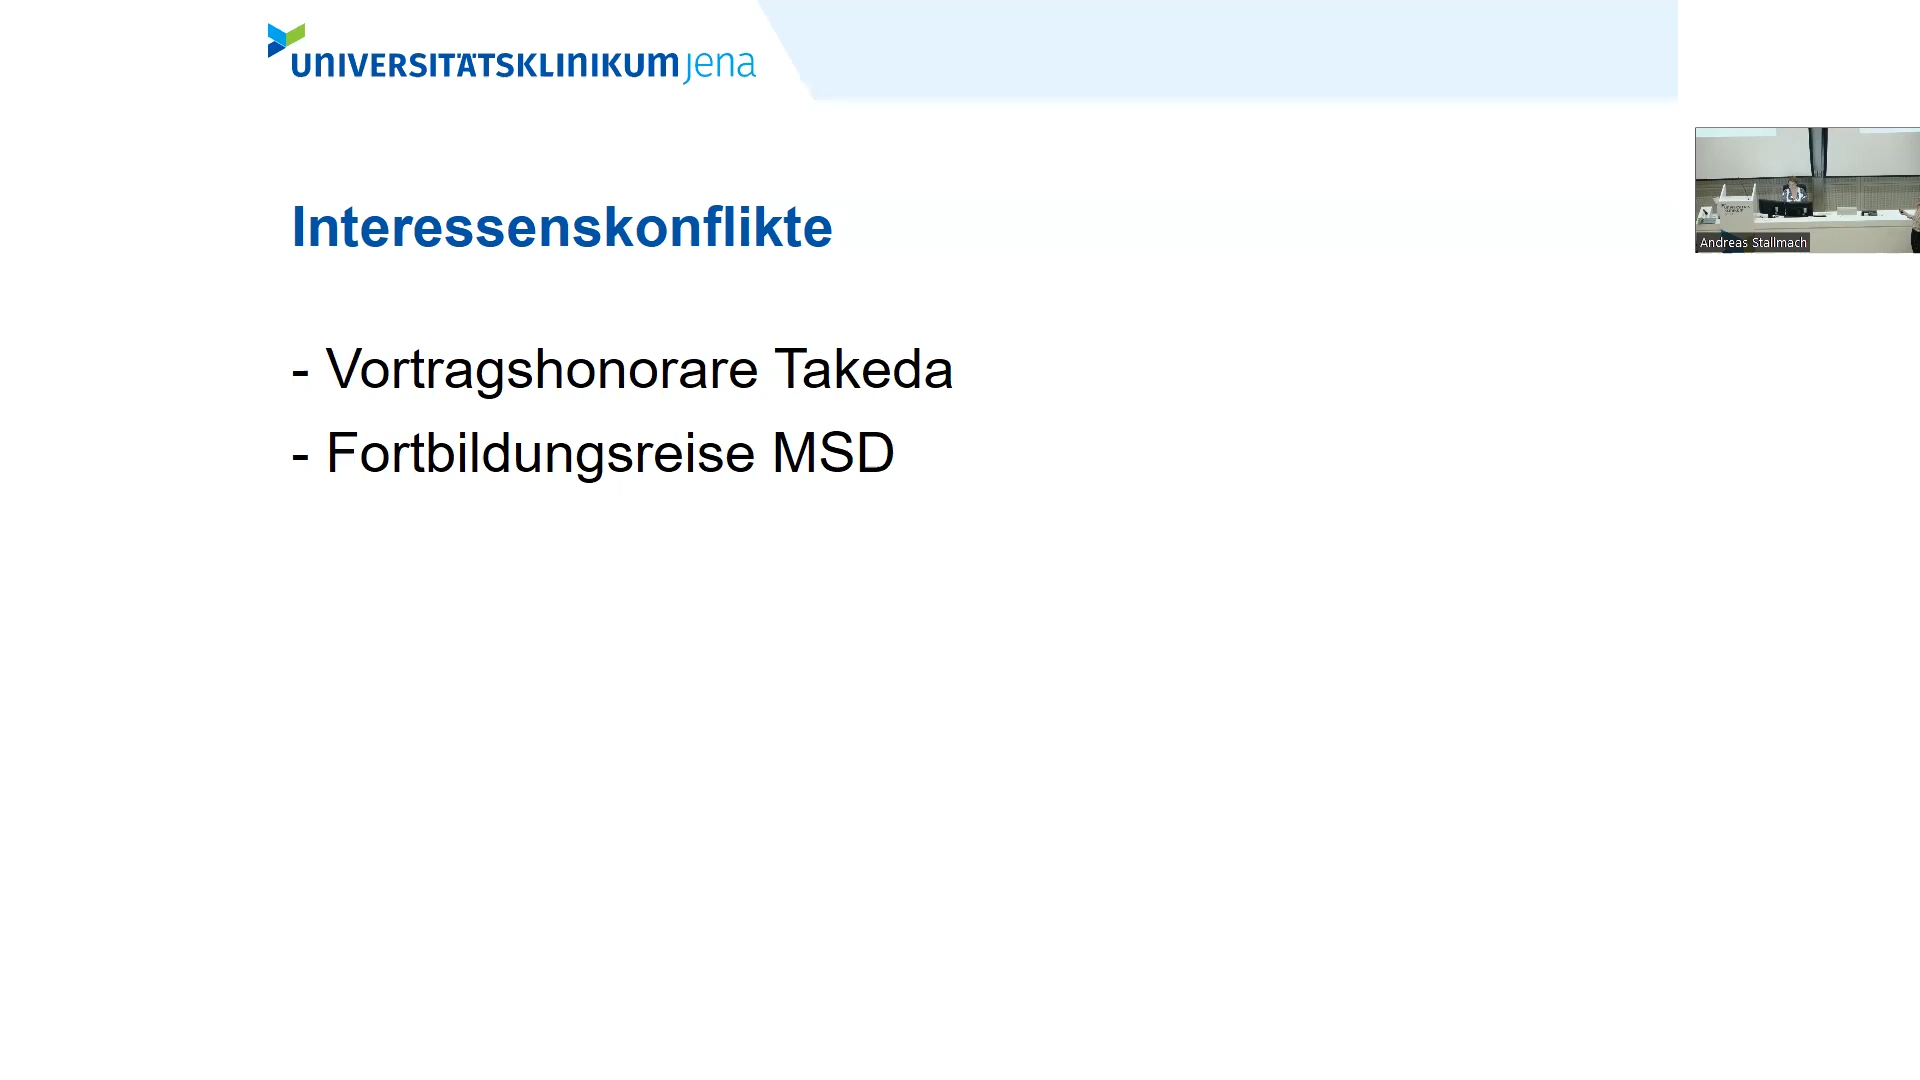 UNIVERSITÄTSKLINIKUM jena
Interessenskonflikte
- Vortragshonorare Takeda
- Fortbildungsreise MSD
Andreas Stallmach